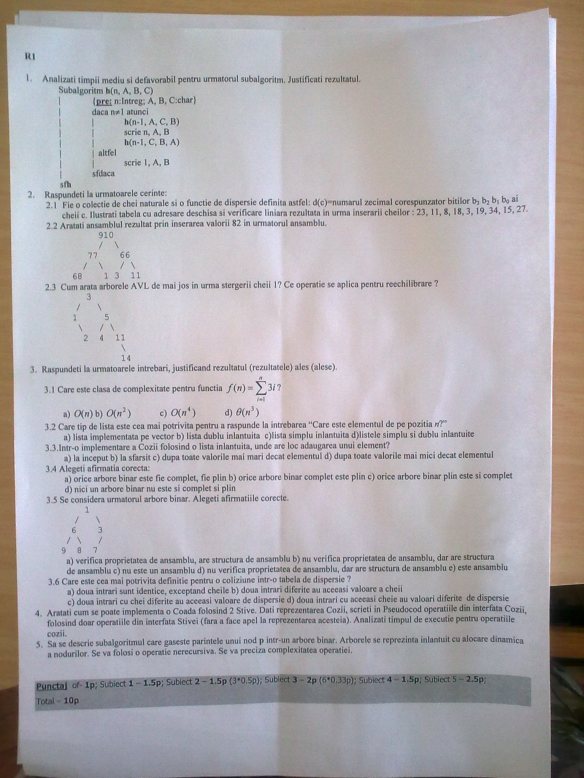 R1
1. Analizati timpii mediu si defavorabil pentru urmatorul subalgoritm. Justificati rezultatul.
Subalgoritm h(n, A, B, C)
| {pre: n:Intreg; A, B, C:char}
| daca n≠1 atunci
| | h(n-1, A, C, B)
| | scrie n, A, B
| | h(n-1, C, B, A)
| | altfel
| | scrie 1, A, B
| sfdaca
sfh
2. Raspundeti la urmatoarele cerinte:
2.1 Fie o colectie de chei naturale si o functie de dispersie definita astfel: d(c)=numarul zecimal corespunzator bitilor b₃ b₂ b₁ b₀ ai
cheii c. Ilustrati tabela cu adresare deschisa si verificare liniara rezultata in urma inserarii cheilor : 23, 11, 8, 18, 3, 19, 34, 15, 27.
2.2 Aratati ansamblul rezultat prin inserarea valorii 82 in urmatorul ansamblu.
910
/ \
77 66
/ \ / \
68 1 3 11
2.3 Cum arata arborele AVL de mai jos in urma stergerii cheii 1? Ce operatie se aplica pentru reechilibrare ?
3
/ \
1 5
\ / \
2 4 11
\
14
3. Raspundeti la urmatoarele intrebari, justificand rezultatul (rezultatele) ales (alese).
3.1 Care este clasa de complexitate pentru functia f(n) = ∑ⁿᵢ₌₁ 3i ?
a) O(n) b) O(n²) c) O(n⁴) d) θ(n³)
3.2 Care tip de lista este cea mai potrivita pentru a raspunde la intrebarea "Care este elementul de pe pozitia n?"
a) lista implementata pe vector b) lista dublu inlantuita c)lista simplu inlantuita d)listele simplu si dublu inlantuite
3.3.Intr-o implementare a Cozii folosind o lista inlantuita, unde are loc adaugarea unui element?
a) la inceput b) la sfarsit c) dupa toate valorile mai mari decat elementul d) dupa toate valorile mai mici decat elementul
3.4 Alegeti afirmatia corecta:
a) orice arbore binar este fie complet, fie plin b) orice arbore binar complet este plin c) orice arbore binar plin este si complet
d) nici un arbore binar nu este si complet si plin
3.5 Se considera urmatorul arbore binar. Alegeti afirmatiile corecte.
1
/ \
6 3
/ \ /
9 8 7
a) verifica proprietatea de ansamblu, are structura de ansamblu b) nu verifica proprietatea de ansamblu, dar are structura
de ansamblu c) nu este un ansamblu d) nu verifica proprietatea de ansamblu, dar are structura de ansamblu e) este ansamblu
3.6 Care este cea mai potrivita definitie pentru o coliziune intr-o tabela de dispersie ?
a) doua intrari sunt identice, exceptand cheile b) doua intrari diferite au aceeasi valoare a cheii
c) doua intrari cu chei diferite au aceeasi valoare de dispersie d) doua intrari cu aceeasi cheie au valoari diferite de dispersie
4. Aratati cum se poate implementa o Coada folosind 2 Stive. Dati reprezentarea Cozii, scrieti in Pseudocod operatiile din interfata Cozii,
folosind doar operatiile din interfata Stivei (fara a face apel la reprezentarea acesteia). Analizati timpul de executie pentru operatiile
cozii.
5. Sa se descrie subalgoritmul care gaseste parintele unui nod p intr-un arbore binar. Arborele se reprezinta inlantuit cu alocare dinamica
a nodurilor. Se va folosi o operatie nerecursiva. Se va preciza complexitatea operatiei.
Punctaj of- 1p; Subiect 1 – 1.5p; Subiect 2 – 1.5p (3*0,5p); Subiect 3 – 2p (6*0,33p); Subiect 4 – 1.5p; Subiect 5 – 2.5p;
Total – 10p